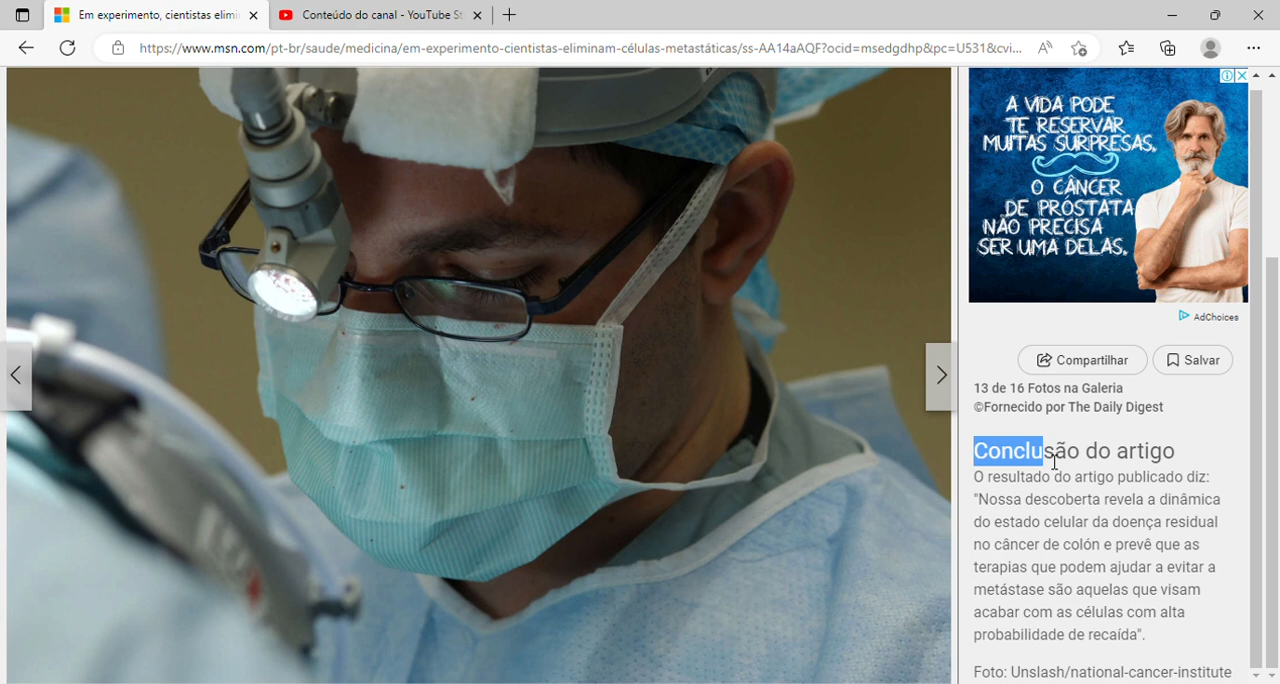 Em experimento, cientistas elimi
Conteúdo do canal - YouTube St
https://www.msn.com/pt-br/saude/medicina/em-experimento-cientistas-eliminam-células-metastáticas/ss-AA14aAQF?ocid=msedgdhp&pc=U531&cvi...
A VIDA PODE
TE RESERVAR
MUITAS SURPRESAS.
O CÂNCER
DE PRÓSTATA
NÃO PRECISA
SER UMA DELAS.
AdChoices
Compartilhar
Salvar
13 de 16 Fotos na Galeria
©Fornecido por The Daily Digest
Conclusão do artigo
O resultado do artigo publicado diz:
"Nossa descoberta revela a dinâmica
do estado celular da doença residual
no câncer de colón e prevê que as
terapias que podem ajudar a evitar a
metástase são aquelas que visam
acabar com as células com alta
probabilidade de recaída".
Foto: Unslash/national-cancer-institute